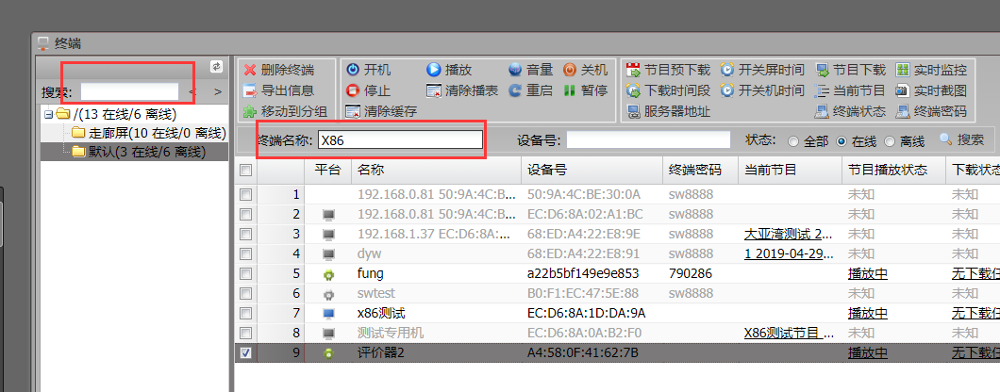 终端
搜索: < >
/(13 在线/6 离线)
走廊屏(10 在线/0 离线)
默认(3 在线/6 离线)
删除终端 开机 播放 音量 关机 节目预下载 开关屏时间 节目下载 实时监控
导出信息 停止 清除播表 重启 暂停 下载时间段 开关机时间 当前节目 实时截图
移动到分组 清除缓存 服务器地址 终端状态 终端密码
终端名称: X86 设备号: 状态: 全部 在线 离线 搜索
平台 名称 设备号 终端密码 当前节目 节目播放状态 下载状态
1 192.168.0.81 50:9A:4C:B... 50:9A:4C:BE:30:0A sw8888 未知 未知
2 192.168.0.81 50:9A:4C:B... EC:D6:8A:02:A1:BC sw8888 未知 未知
3 192.168.1.37 EC:D6:8A:... 68:ED:A4:22:E8:9E sw8888 大亚湾测试 2... 未知 未知
4 dyw 68:ED:A4:22:E8:91 sw8888 1 2019-04-29... 未知 未知
5 fung a22b5bf149e9e853 790286 播放中 无下载任
6 swtest B0:F1:EC:47:5E:88 sw8888 未知 未知
7 x86测试 EC:D6:8A:1D:DA:9A 播放中 无下载任
8 测试专用机 EC:D6:8A:0A:B2:F0 X86测试节目 ... 未知 未知
9 评价器2 A4:58:0F:41:62:7B 播放中 无下载任